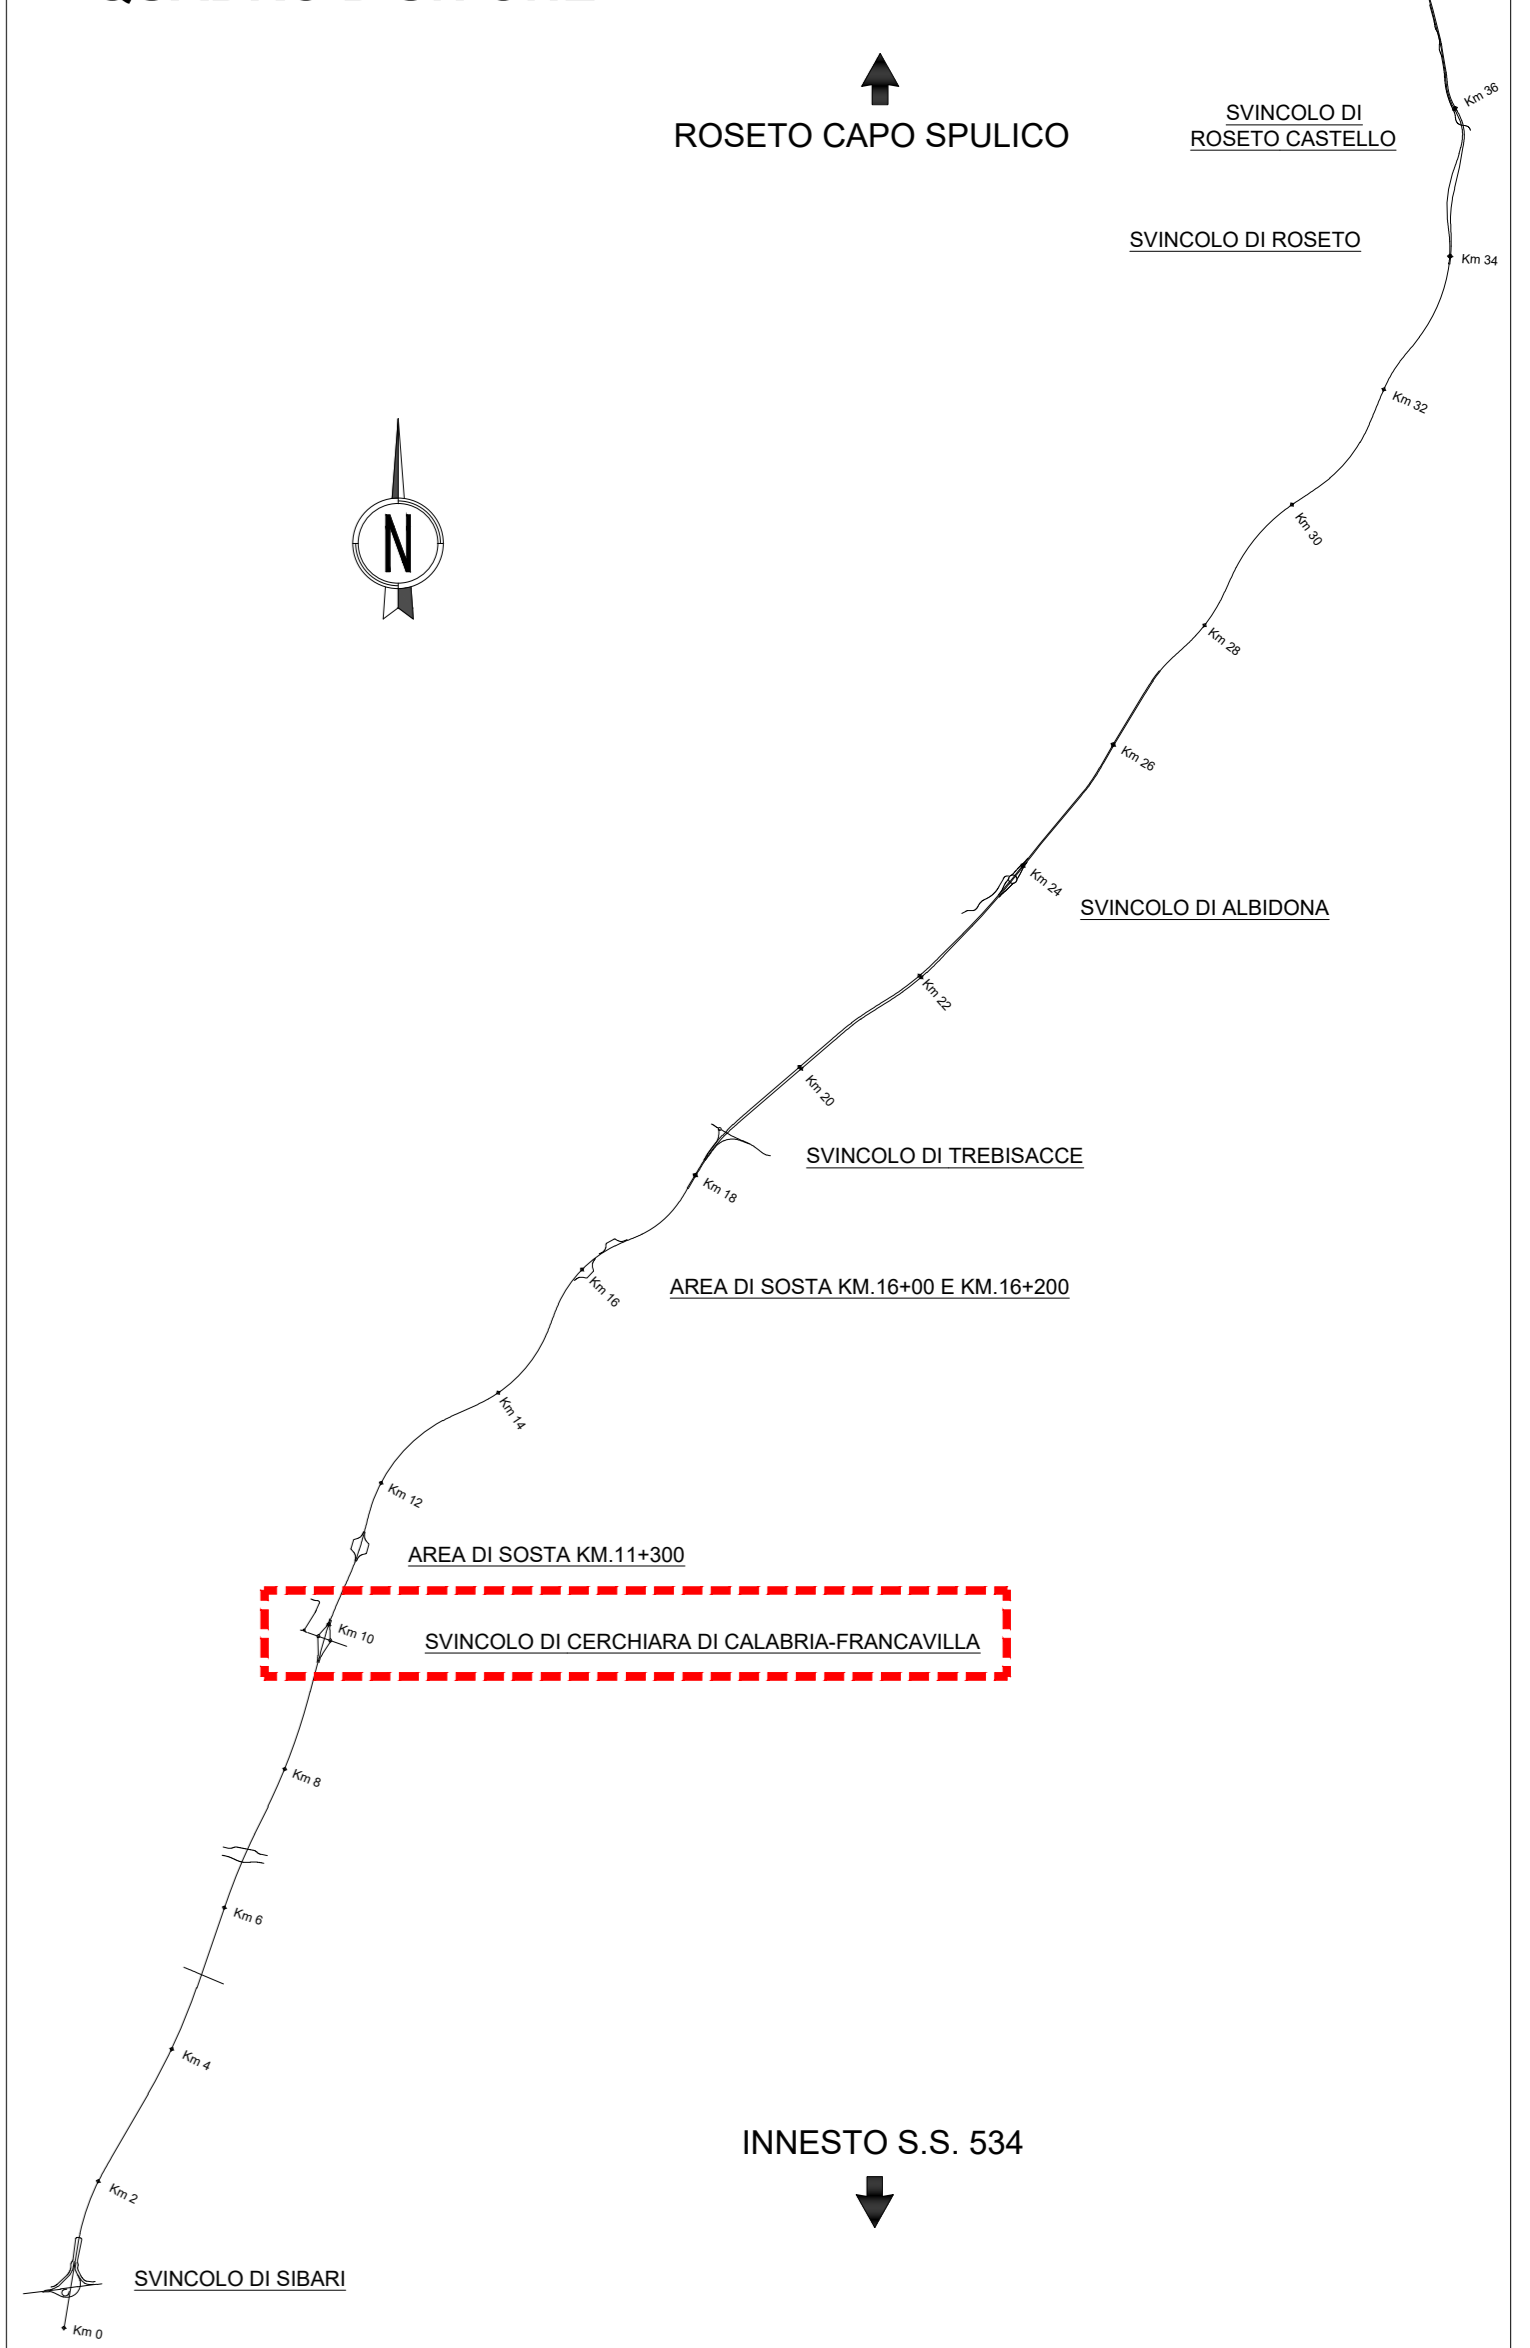 ROSETO CAPO SPULICO
Km 36
SVINCOLO DI
ROSETO CASTELLO
SVINCOLO DI ROSETO
Km 34
Km 32
N
Km 30
Km 28
Km 26
Km 24
SVINCOLO DI ALBIDONA
Km 22
Km 20
SVINCOLO DI TREBISACCE
Km 18
AREA DI SOSTA KM.16+00 E KM.16+200
Km 16
Km 14
Km 12
AREA DI SOSTA KM.11+300
Km 10
SVINCOLO DI CERCHIARA DI CALABRIA-FRANCAVILLA
Km 8
Km 6
Km 4
INNESTO S.S. 534
Km 2
SVINCOLO DI SIBARI
Km 0